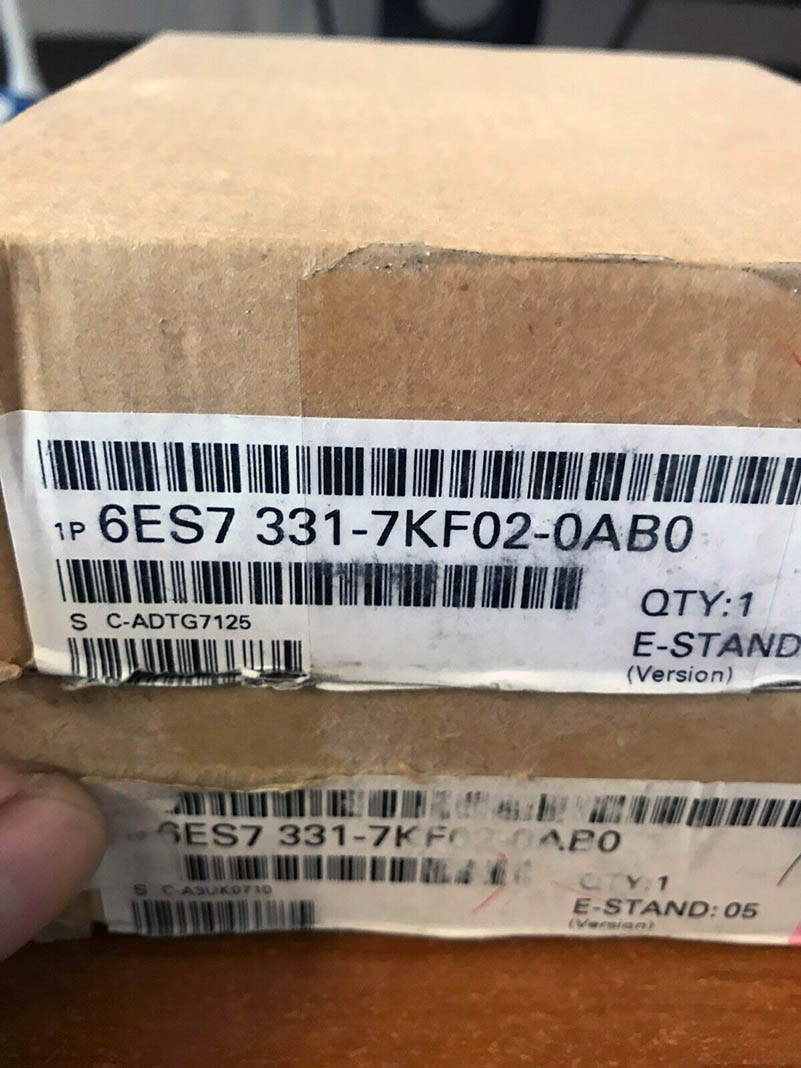 1P 6ES7 331-7KF02-0AB0
S C-ADTG7125
QTY:1
E-STAND
(Version)
6ES7 331-7KF02-0AB0
S C-A3UK0710
QTY:1
E-STAND: 05
(Version)